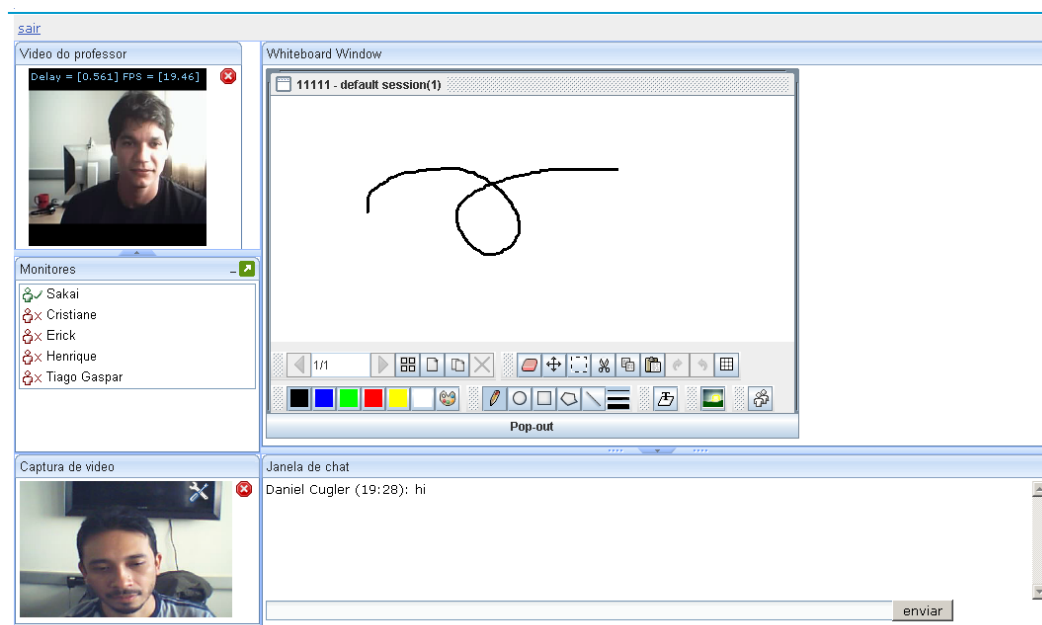 sair
Video do professor
Delay = [0.561] FPS = [19.46]
Monitores
Sakai
Cristiane
Erick
Henrique
Tiago Gaspar
Captura de video
Whiteboard Window
11111 - default session(1)
1/1
Pop-out
Janela de chat
Daniel Cugler (19:28): hi
enviar